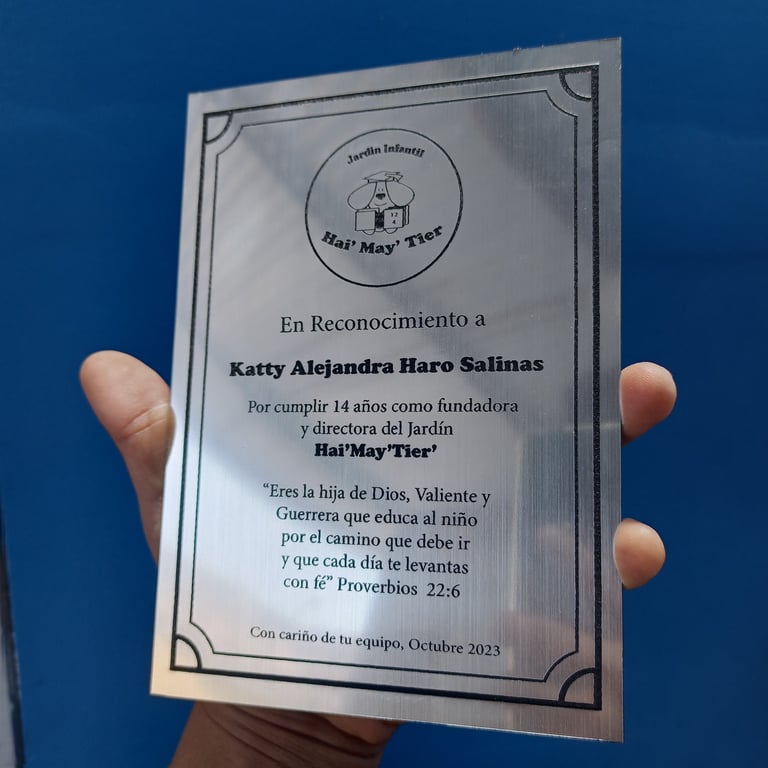 Jardín Infantil
1 2
4
Hai' May' Tier
En Reconocimiento a
Katty Alejandra Haro Salinas
Por cumplir 14 años como fundadora
y directora del Jardín
Hai'May'Tier'
“Eres la hija de Dios, Valiente y
Guerrera que educa al niño
por el camino que debe ir
y que cada día te levantas
con fé” Proverbios 22:6
Con cariño de tu equipo, Octubre 2023